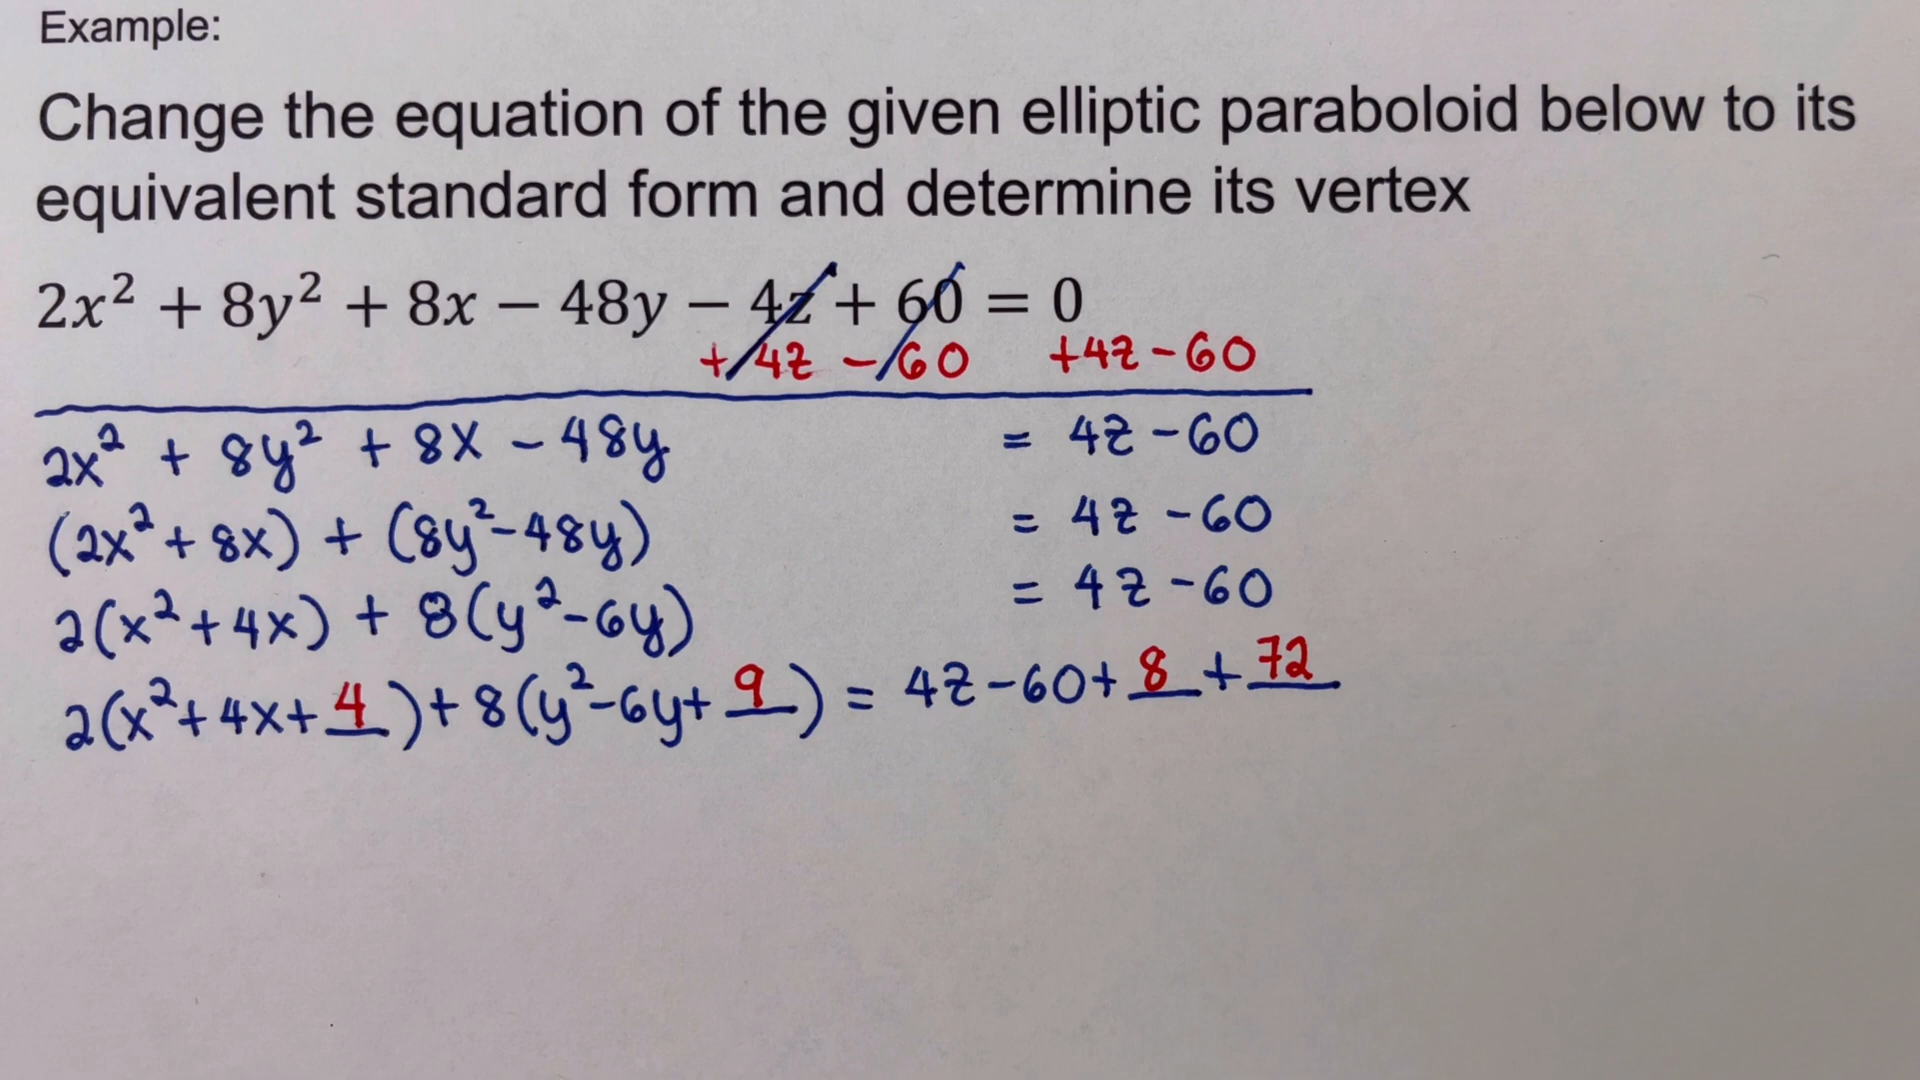 Example:
Change the equation of the given elliptic paraboloid below to its
equivalent standard form and determine its vertex
2x² + 8y² + 8x − 48y − 4z + 60 = 0
+4z −60 +4z −60
2x² + 8y² + 8x − 48y = 4z −60
(2x² + 8x) + (8y² −48y) = 4z −60
2(x² + 4x) + 8(y² −6y) = 4z −60
2(x² + 4x + 4) + 8(y² −6y + 9) = 4z −60 + 8 + 72